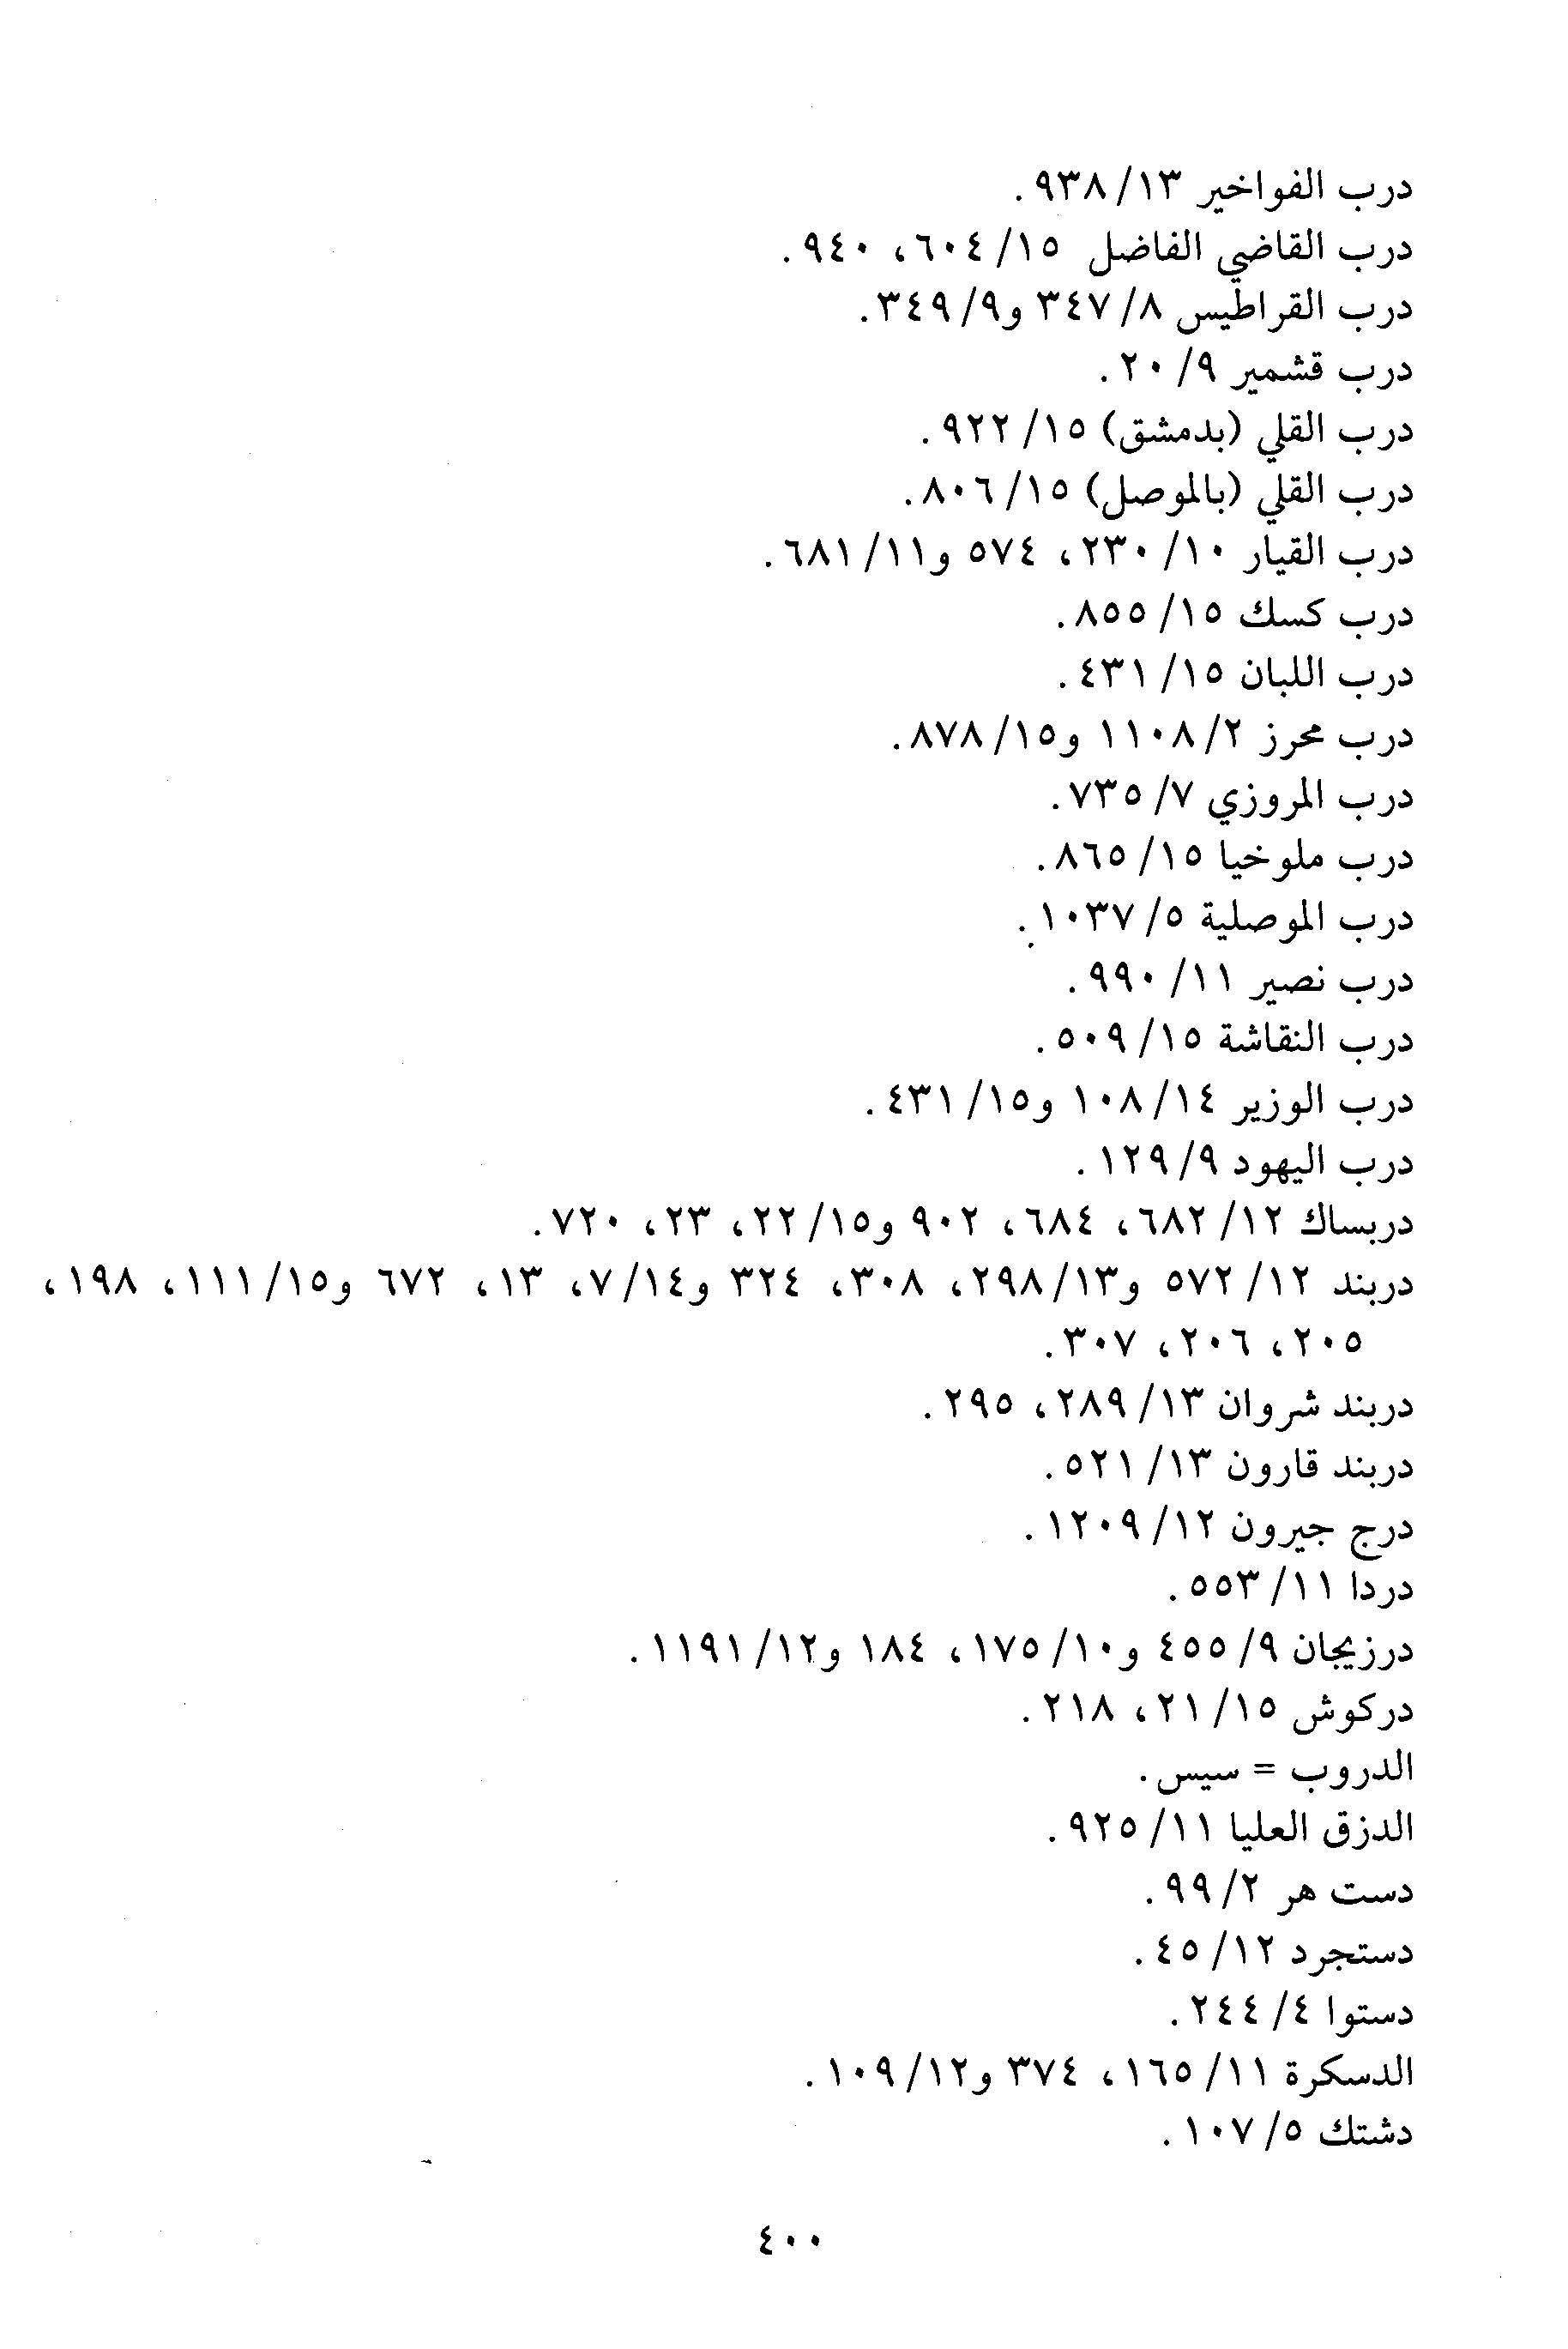 درب الفواخير ١٣/ ٩٣٨.
درب القاضي الفاضل ١٥/ ٦٠٤، ٩٤٠.
درب القراطيس ٨/ ٣٤٧ و٩/ ٣٤٩.
درب قشمير ٩/ ٢٠.
درب القلي (بدمشق) ١٥/ ٩٢٢.
درب القلي (بالموصل) ١٥/ ٨٠٦.
درب القيار ١٠/ ٢٣٠، ٥٧٤ و١١/ ٦٨١.
درب كسك ١٥/ ٨٥٥.
درب اللبان ١٥/ ٤٣١.
درب محرز ٢/ ١١٠٨ و١٥/ ٨٧٨.
درب المروزي ٧/ ٧٣٥.
درب ملوخيا ١٥/ ٨٦٥.
درب الموصلية ٥/ ١٠٣٧.
درب نصير ١١/ ٩٩٠.
درب النقاشة ١٥/ ٥٠٩.
درب الوزير ١٤/ ١٠٨ و١٥/ ٤٣١.
درب اليهود ٩/ ١٢٩.
دربساك ١٢/ ٦٨٢، ٦٨٤، ٩٠٢ و١٥/ ٢٢، ٢٣، ٧٢٠.
دربند ١٢/ ٥٧٢ و١٣/ ٢٩٨، ٣٠٨، ٣٢٤ و١٤/ ٧، ١٣، ٦٧٢ و١٥/ ١١١، ١٩٨،
٢٠٥، ٢٠٦، ٣٠٧.
دربند شروان ١٣/ ٢٨٩، ٢٩٥.
دربند قارون ١٣/ ٥٢١.
درج جيرون ١٢/ ١٢٠٩.
دردا ١١/ ٥٥٣.
درزيجان ٩/ ٤٥٥ و١٠/ ١٧٥، ١٨٤ و١٢/ ١١٩١.
دركوش ١٥/ ٢١، ٢١٨.
الدروب = سيس.
الدزق العليا ١١/ ٩٢٥.
دست هر ٢/ ٩٩.
دستجرد ١٢/ ٤٥.
دستوا ٤/ ٢٤٤.
الدسكرة ١١/ ١٦٥، ٣٧٤ و١٢/ ١٠٩.
دشتك ٥/ ١٠٧.
٤٠٠